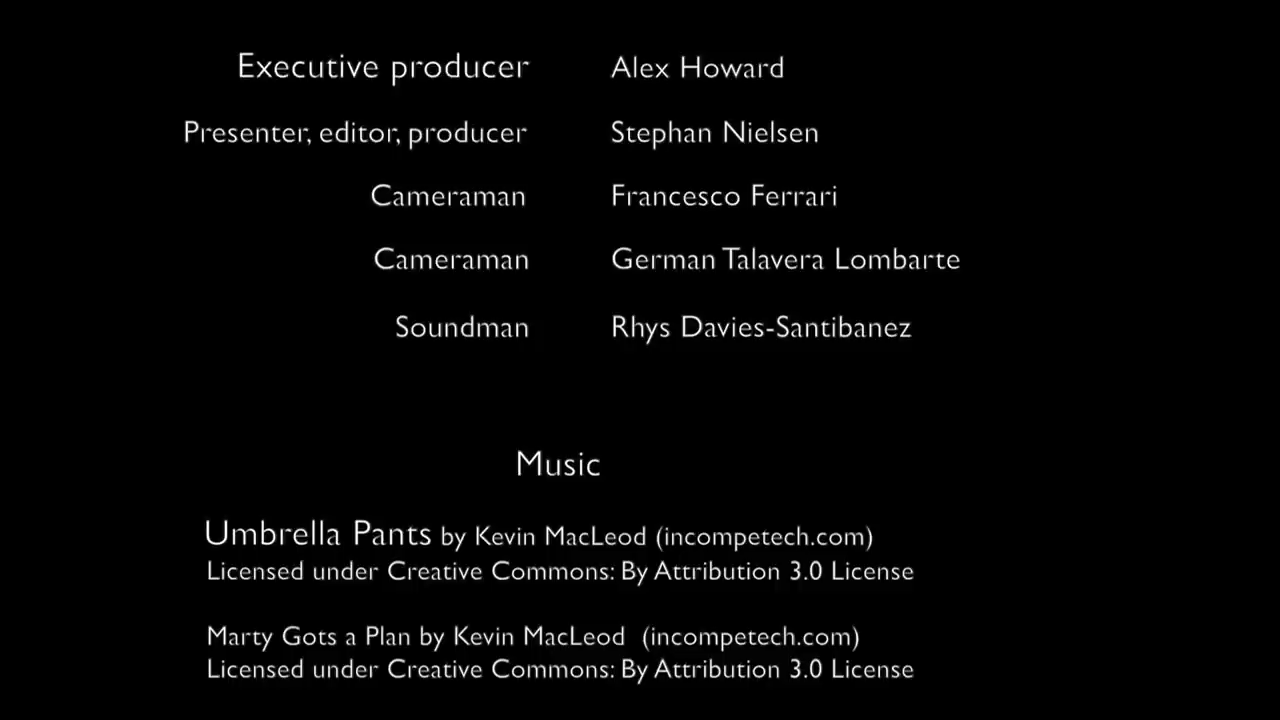 Executive producer Alex Howard
Presenter, editor, producer Stephan Nielsen
Cameraman Francesco Ferrari
Cameraman German Talavera Lombarte
Soundman Rhys Davies-Santibanez
Music
Umbrella Pants by Kevin MacLeod (incompetech.com)
Licensed under Creative Commons: By Attribution 3.0 License
Marty Gots a Plan by Kevin MacLeod (incompetech.com)
Licensed under Creative Commons: By Attribution 3.0 License